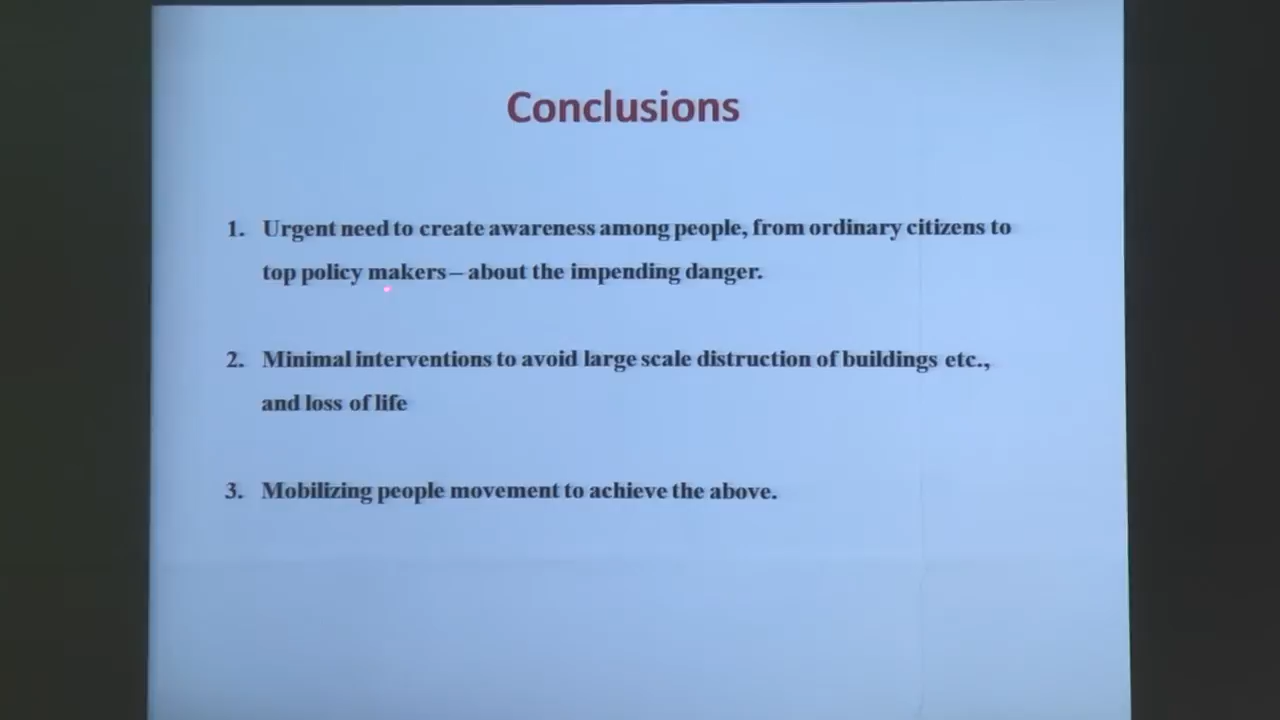 Conclusions
1. Urgent need to create awareness among people, from ordinary citizens to
top policy makers – about the impending danger.
2. Minimal interventions to avoid large scale distruction of buildings etc.,
and loss of life
3. Mobilizing people movement to achieve the above.